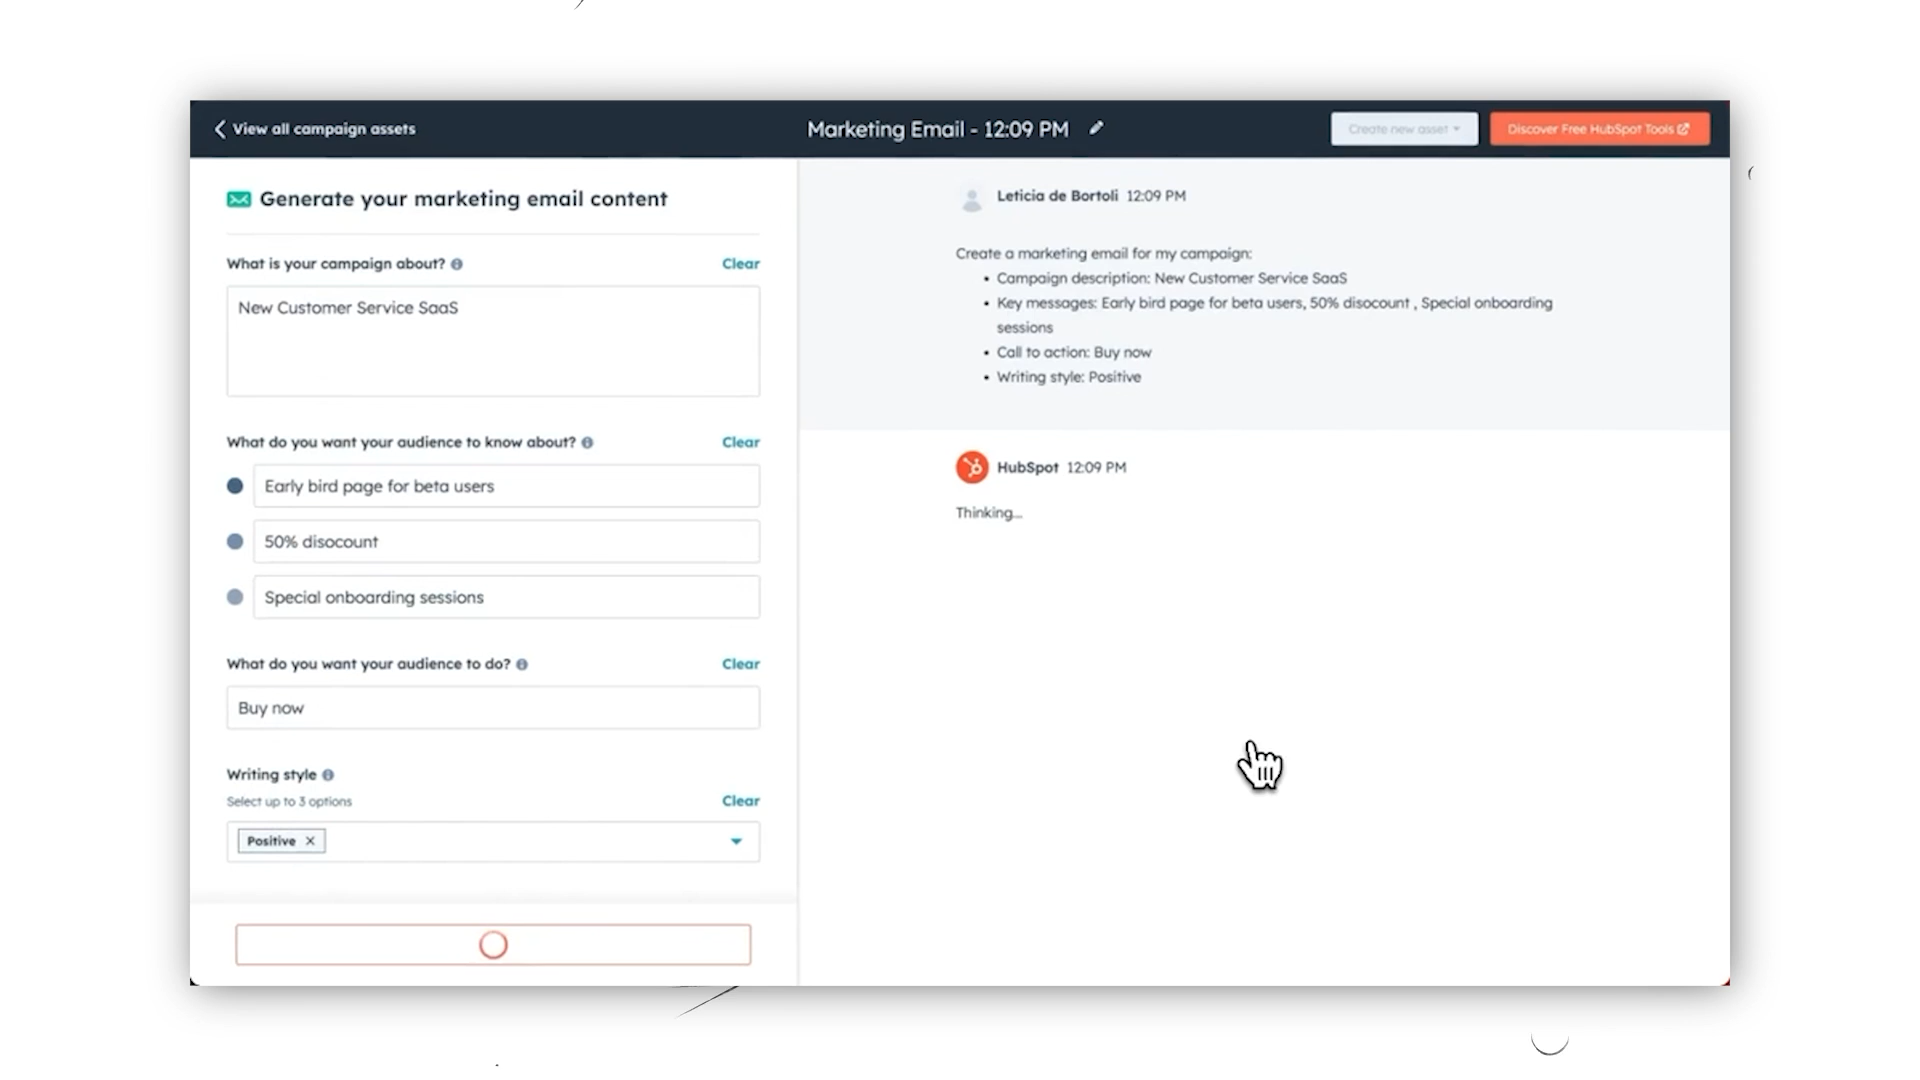 View all campaign assets
Marketing Email - 12:09 PM
Create new asset
Discover Free HubSpot Tools
Generate your marketing email content
What is your campaign about?
Clear
New Customer Service SaaS
What do you want your audience to know about?
Clear
Early bird page for beta users
50% disocount
Special onboarding sessions
What do you want your audience to do?
Clear
Buy now
Writing style
Select up to 3 options
Clear
Positive
Leticia de Bortoli 12:09 PM
Create a marketing email for my campaign:
• Campaign description: New Customer Service SaaS
• Key messages: Early bird page for beta users, 50% disocount , Special onboarding
sessions
• Call to action: Buy now
• Writing style: Positive
HubSpot 12:09 PM
Thinking...